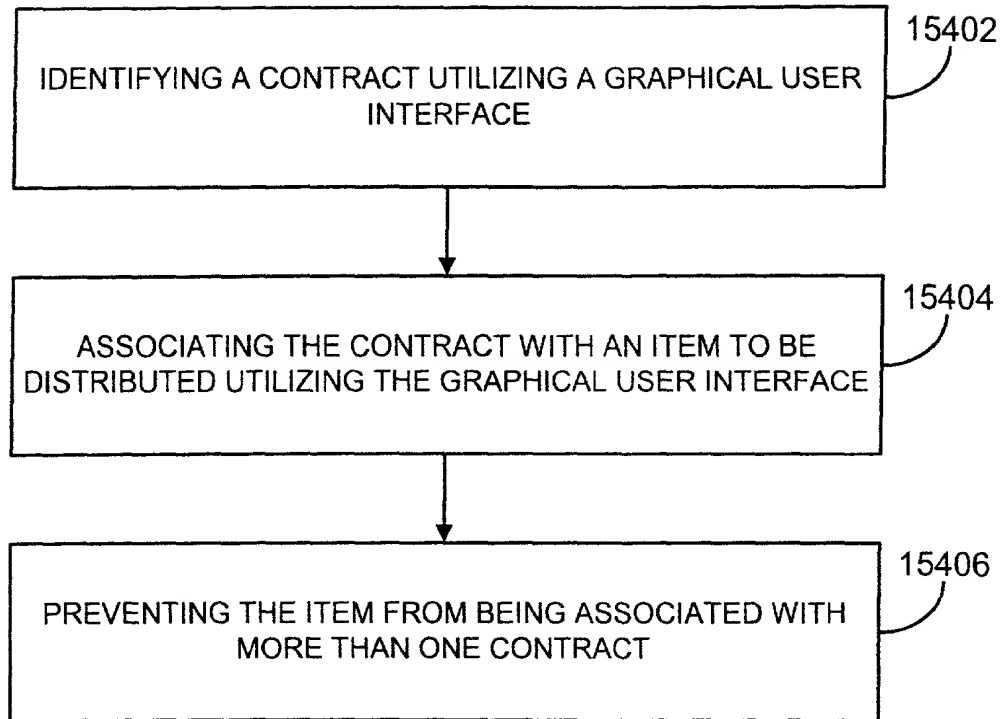 15402
IDENTIFYING A CONTRACT UTILIZING A GRAPHICAL USER
INTERFACE
15404
ASSOCIATING THE CONTRACT WITH AN ITEM TO BE
DISTRIBUTED UTILIZING THE GRAPHICAL USER INTERFACE
15406
PREVENTING THE ITEM FROM BEING ASSOCIATED WITH
MORE THAN ONE CONTRACT